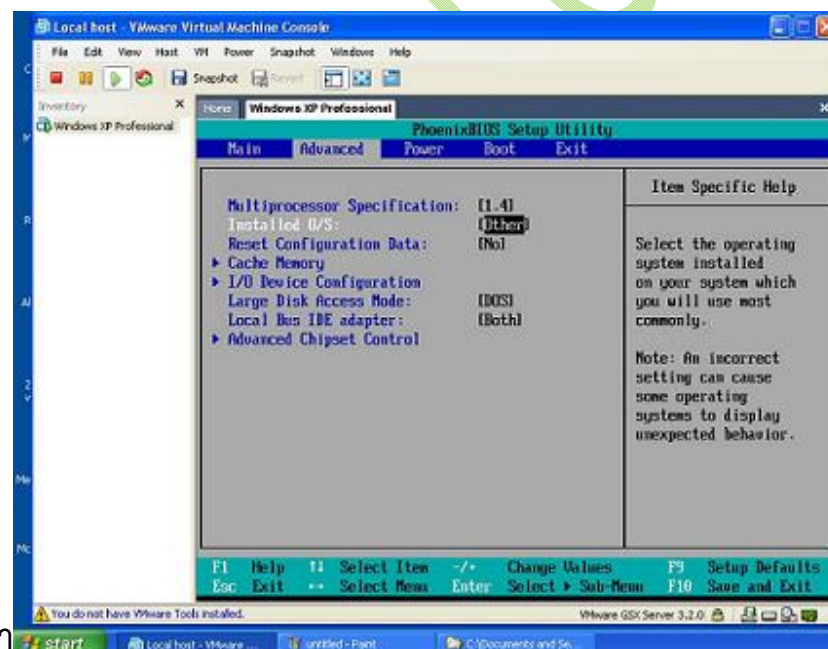 Local host - VMware Virtual Machine Console
File Edit View Host VM Power Snapshot Windows Help
Snapshot Revert
Inventory
Windows XP Professional
Home Windows XP Professional
PhoenixBIOS Setup Utility
Main Advanced Power Boot Exit
Item Specific Help
Multiprocessor Specification: [1.4]
Installed O/S: [Other]
Reset Configuration Data: [No]
Cache Memory
I/O Device Configuration
Large Disk Access Mode: [DOS]
Local Bus IDE adapter: [Both]
Advanced Chipset Control
Select the operating
system installed
on your system which
you will use most
commonly.
Note: An incorrect
setting can cause
some operating
systems to display
unexpected behavior.
F1 Help ↑↓ Select Item -/+ Change Values F9 Setup Defaults
Esc Exit ↔ Select Menu Enter Select ▶ Sub-Menu F10 Save and Exit
You do not have VMware Tools installed.
VMware GSX Server 3.2.0
start Local host - VMware ... untitled - Paint C:\Documents and Se...